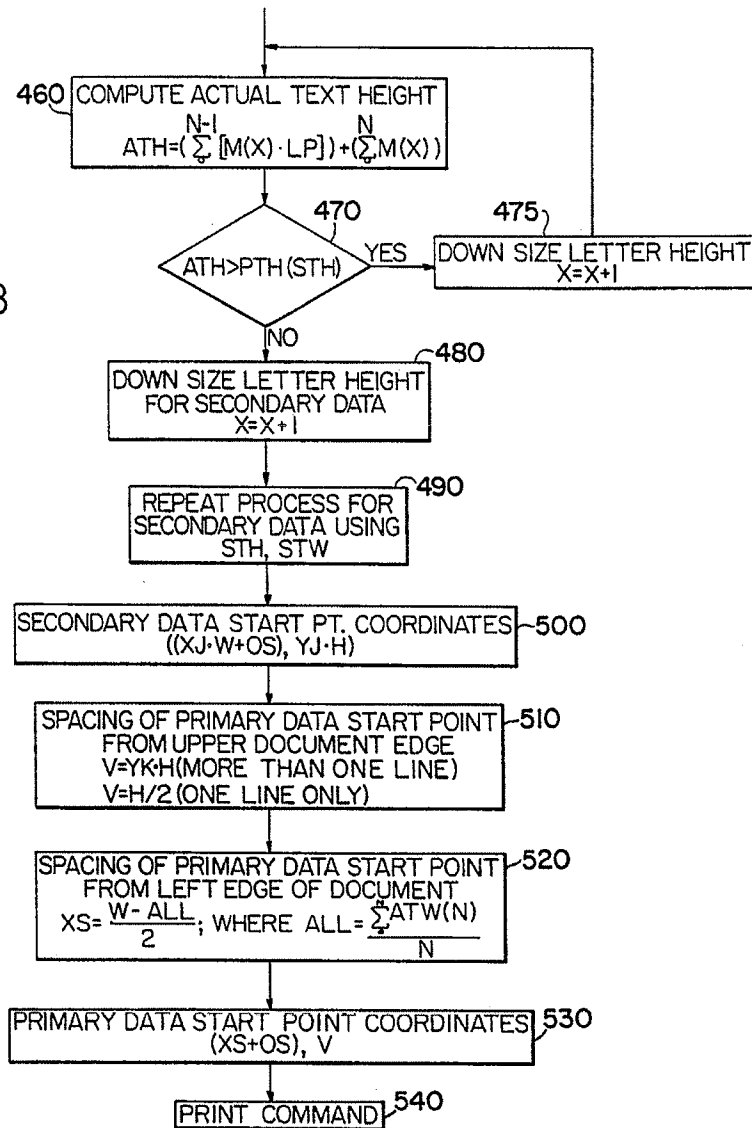 460
COMPUTE ACTUAL TEXT HEIGHT
N-1 N
ATH=(∑[M(X)·LP])+(∑M(X))
o o
470
ATH>PTH(STH)
YES
475
DOWN SIZE LETTER HEIGHT
X=X+1
NO
480
DOWN SIZE LETTER HEIGHT
FOR SECONDARY DATA
X=X+1
490
REPEAT PROCESS FOR
SECONDARY DATA USING
STH, STW
SECONDARY DATA START PT. COORDINATES
((XJ·W+OS), YJ·H)
500
SPACING OF PRIMARY DATA START POINT
FROM UPPER DOCUMENT EDGE
V=YK·H(MORE THAN ONE LINE)
V=H/2(ONE LINE ONLY)
510
SPACING OF PRIMARY DATA START POINT
FROM LEFT EDGE OF DOCUMENT
XS=W-ALL/2; WHERE ALL=∑ATW(N)/N
520
PRIMARY DATA START POINT COORDINATES
(XS+OS), V
530
PRINT COMMAND
540